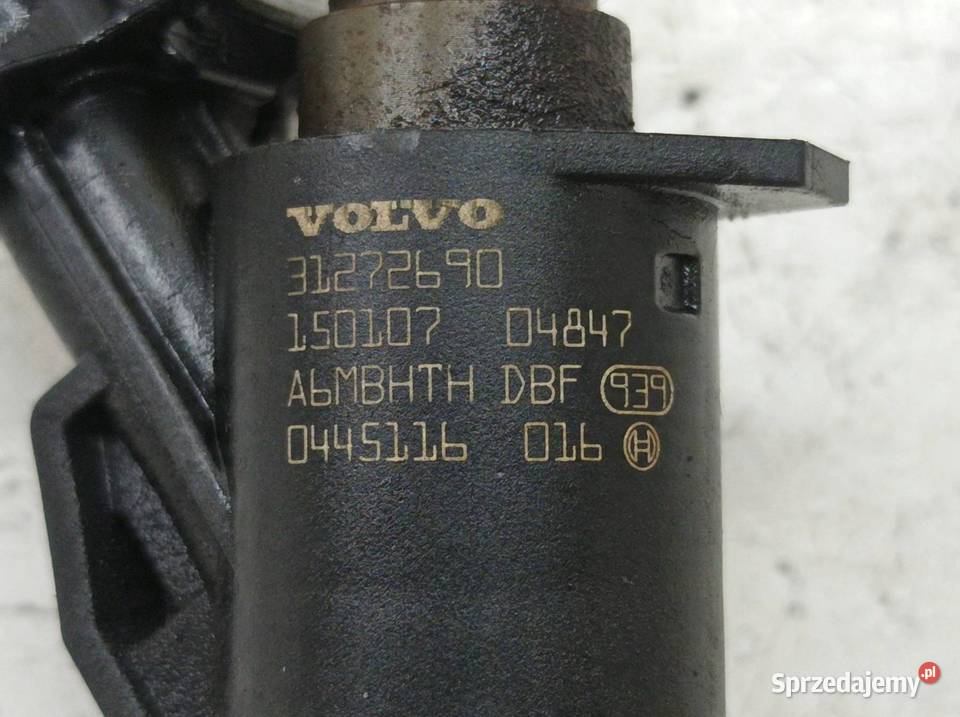 VOLVO
31272690
150107 04847
A6MBHTH DBF 939
0445116 016
Sprzedajemy.pl